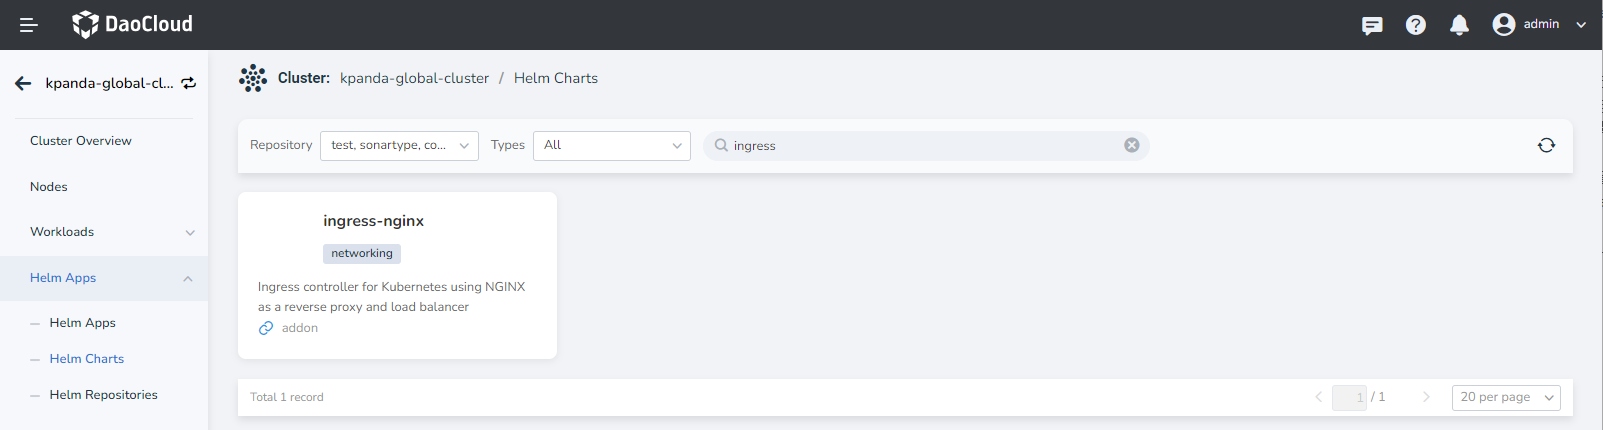 DaoCloud
admin
kpanda-global-cl...
Cluster: kpanda-global-cluster / Helm Charts
Cluster Overview
Nodes
Workloads
Helm Apps
Helm Apps
Helm Charts
Helm Repositories
Repository test, sonartype, co... Types All ingress
ingress-nginx
networking
Ingress controller for Kubernetes using NGINX
as a reverse proxy and load balancer
addon
Total 1 record
1 / 1
20 per page